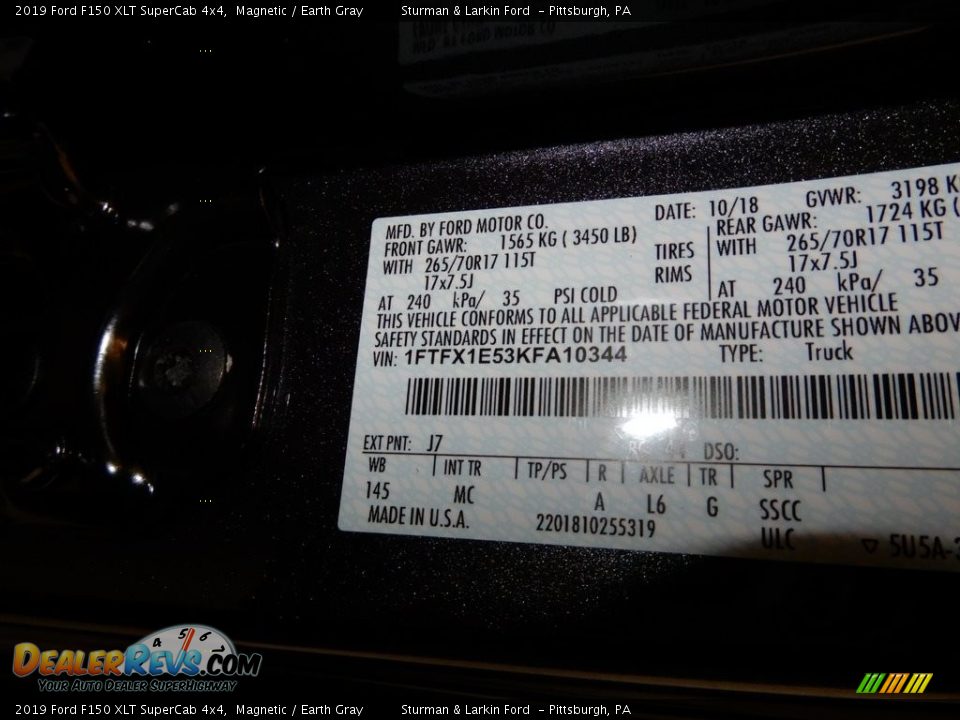 2019 Ford F150 XLT SuperCab 4x4, Magnetic / Earth Gray Sturman & Larkin Ford - Pittsburgh, PA
MFD. BY FORD MOTOR CO. DATE: 10/18 GVWR: 3198 K
FRONT GAWR: 1565 KG ( 3450 LB) REAR GAWR: 1724 KG (
WITH 265/70R17 115T TIRES WITH 265/70R17 115T
17x7.5J RIMS 17x7.5J
AT 240 kPa/ 35 PSI COLD AT 240 kPa/ 35
THIS VEHICLE CONFORMS TO ALL APPLICABLE FEDERAL MOTOR VEHICLE
SAFETY STANDARDS IN EFFECT ON THE DATE OF MANUFACTURE SHOWN ABOV
VIN: 1FTFX1E53KFA10344 TYPE: Truck
EXT PNT: J7 DSO:
WB INT TR TP/PS R AXLE TR SPR
145 MC A L6 G SSCC
MADE IN U.S.A. 2201810255319 ULC 5U5A-
4 5 6
DealerRevs.com
Your Auto Dealer SuperHighway
2019 Ford F150 XLT SuperCab 4x4, Magnetic / Earth Gray Sturman & Larkin Ford - Pittsburgh, PA